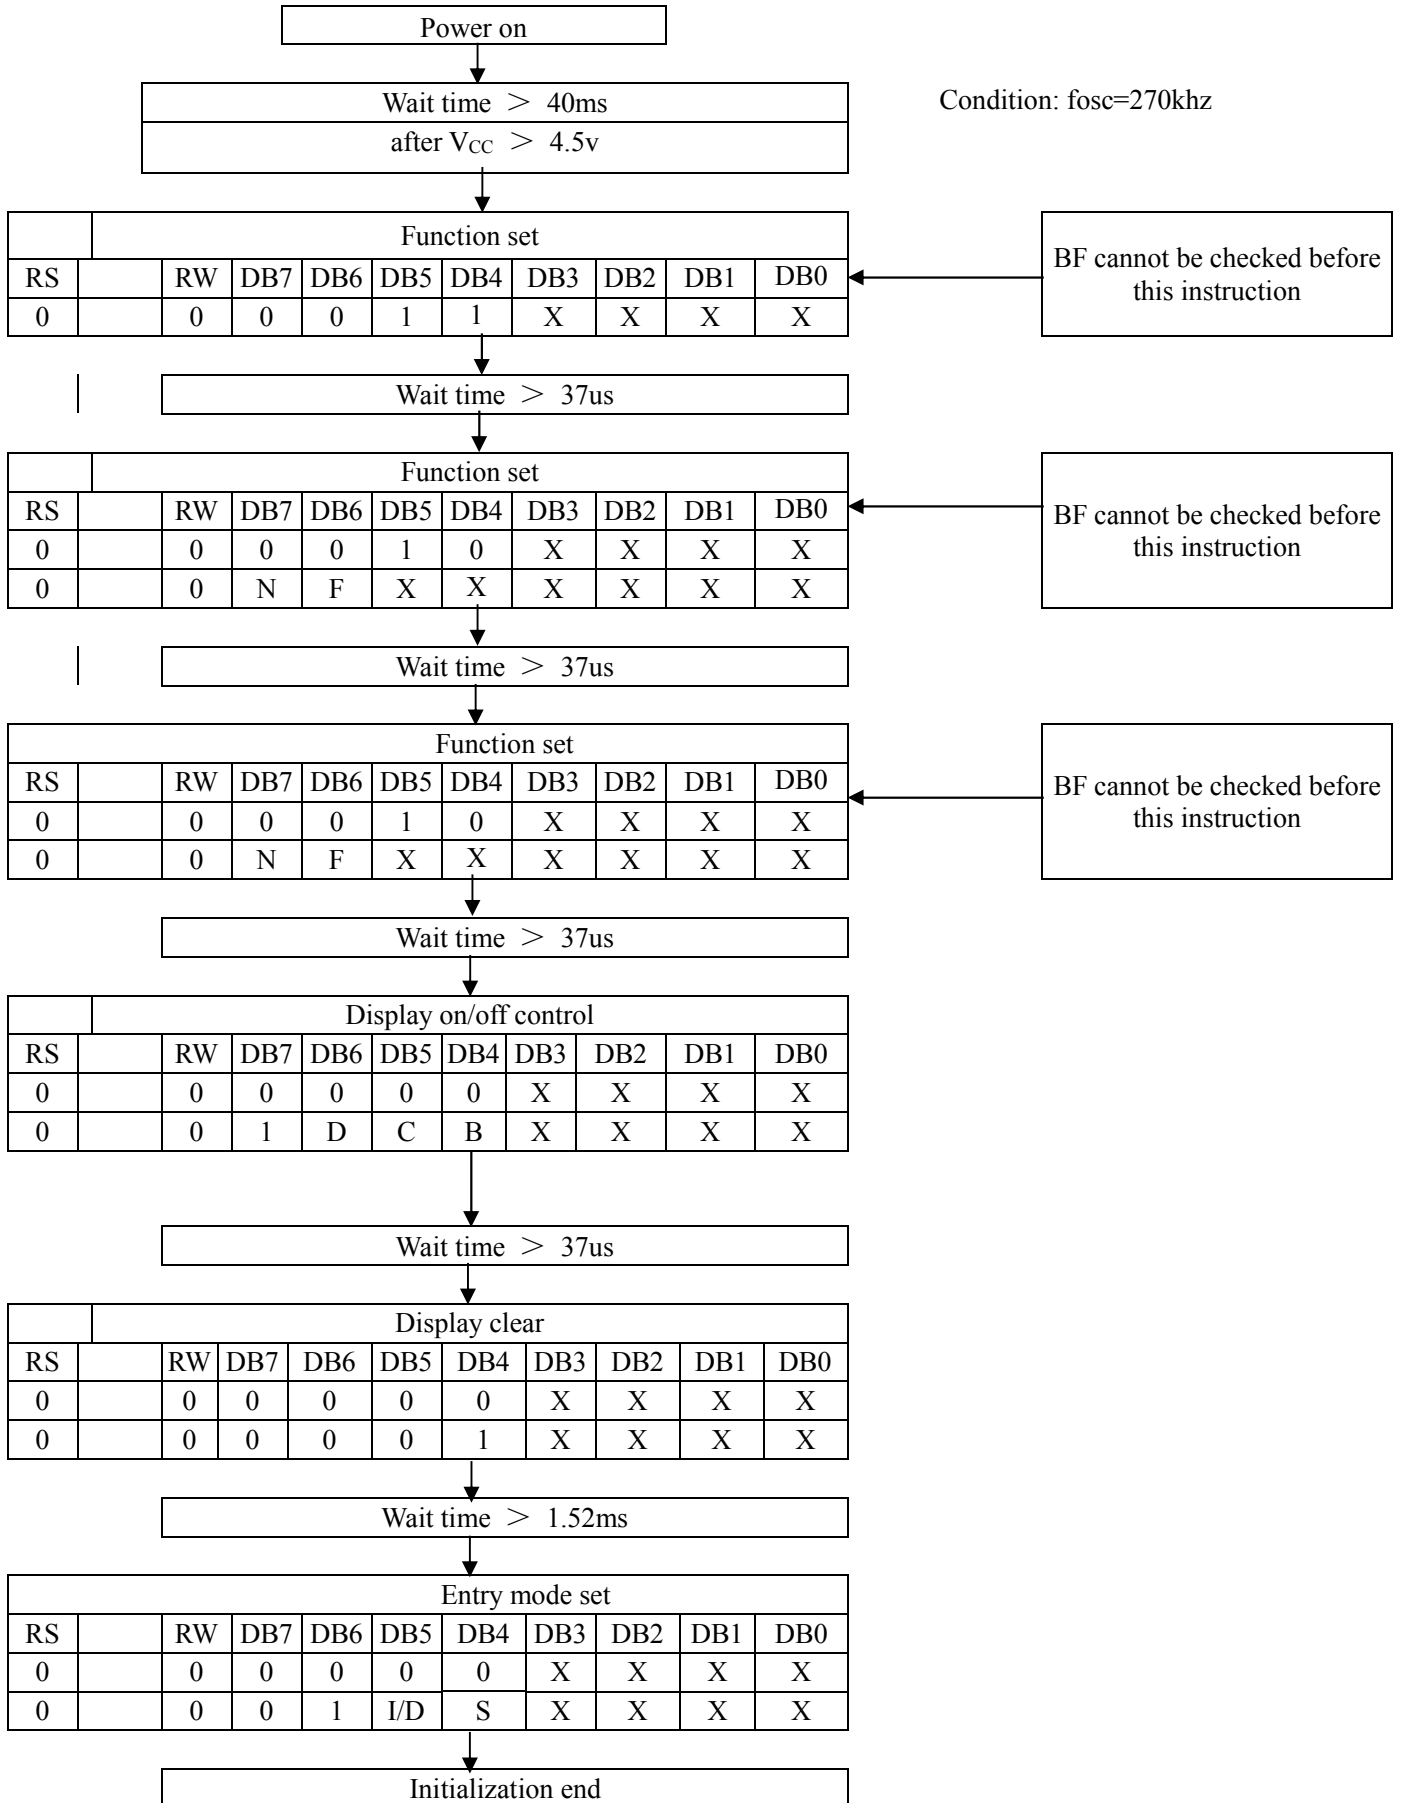 Power on
Wait time ＞ 40ms
Condition: fosc=270khz
after VCC ＞ 4.5v
Function set
RS RW DB7 DB6 DB5 DB4 DB3 DB2 DB1 DB0
0 0 0 0 1 1 X X X X
BF cannot be checked before
this instruction
Wait time ＞ 37us
Function set
RS RW DB7 DB6 DB5 DB4 DB3 DB2 DB1 DB0
0 0 0 0 1 0 X X X X
0 0 N F X X X X X X
BF cannot be checked before
this instruction
Wait time ＞ 37us
Function set
RS RW DB7 DB6 DB5 DB4 DB3 DB2 DB1 DB0
0 0 0 0 1 0 X X X X
0 0 N F X X X X X X
BF cannot be checked before
this instruction
Wait time ＞ 37us
Display on/off control
RS RW DB7 DB6 DB5 DB4 DB3 DB2 DB1 DB0
0 0 0 0 0 0 X X X X
0 0 1 D C B X X X X
Wait time ＞ 37us
Display clear
RS RW DB7 DB6 DB5 DB4 DB3 DB2 DB1 DB0
0 0 0 0 0 0 X X X X
0 0 0 0 0 1 X X X X
Wait time ＞ 1.52ms
Entry mode set
RS RW DB7 DB6 DB5 DB4 DB3 DB2 DB1 DB0
0 0 0 0 0 0 X X X X
0 0 0 1 I/D S X X X X
Initialization end